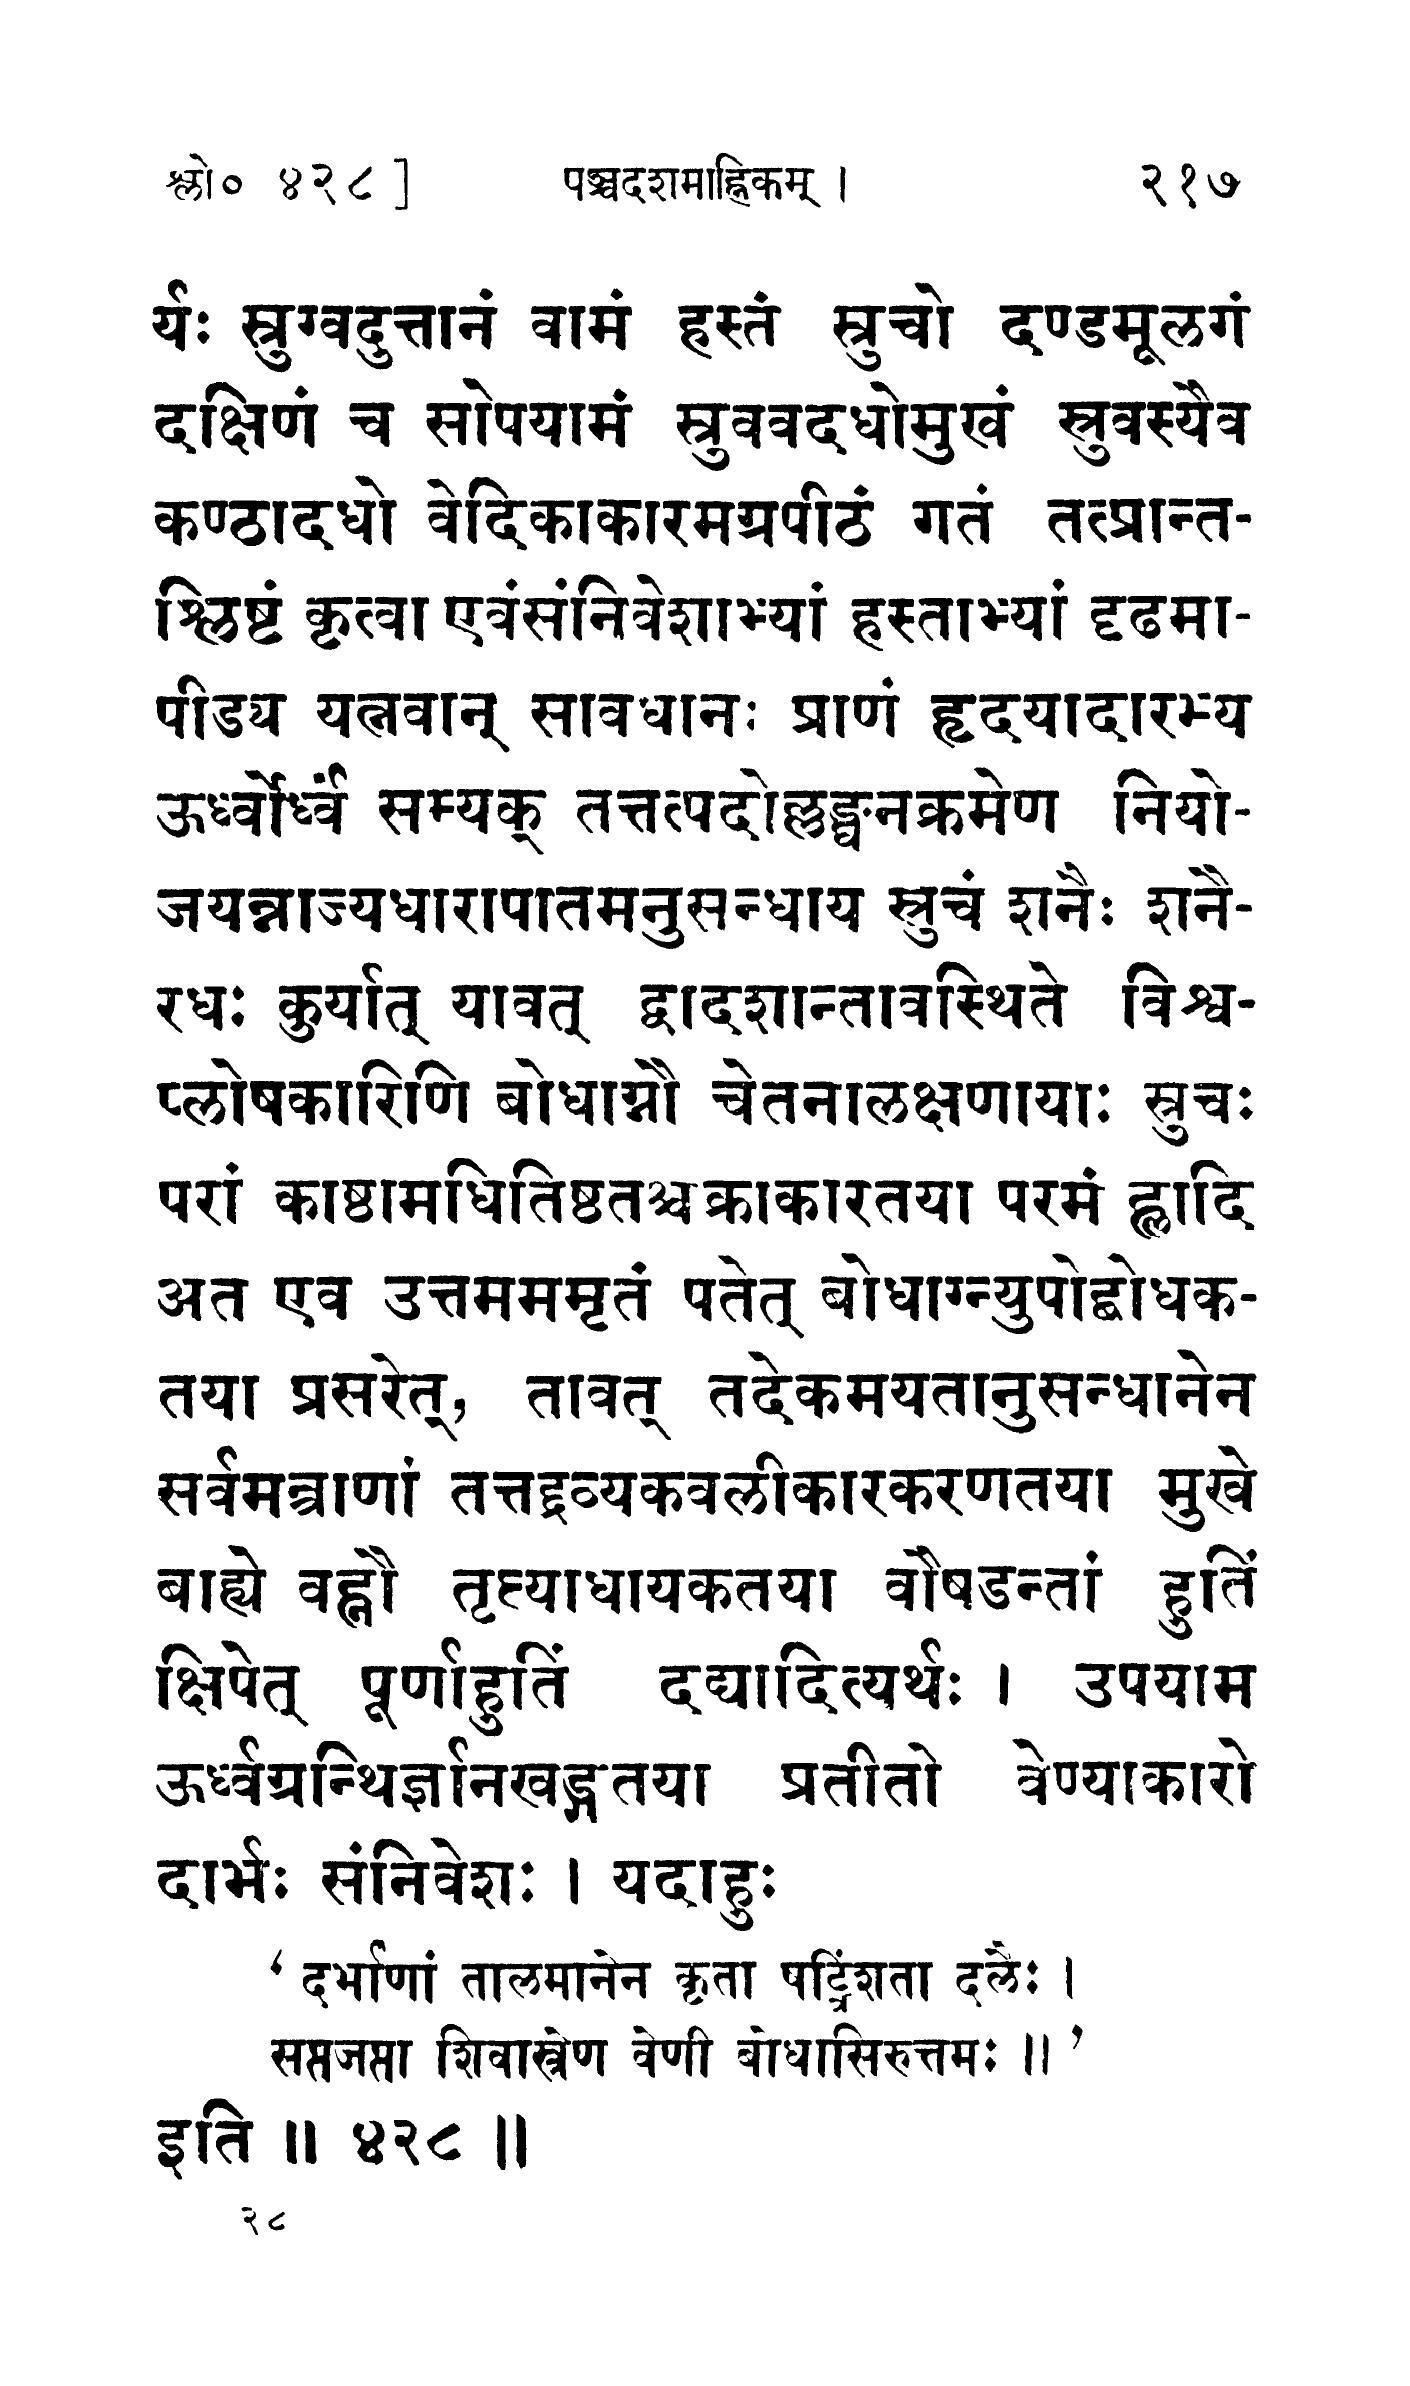 श्लो० ४२८] पञ्चदशमाह्निकम् । २१७
र्यः स्रुग्वदुत्तानं वामं हस्तं स्रुचो दण्डमूलगं
दक्षिणं च सोपयामं स्रुववदधोमुखं स्रुवस्यैव
कण्ठादधो वेदिकाकारमग्रपीठं गतं तत्प्रान्त-
श्लिष्टं कृत्वा एवंसंनिवेशाभ्यां हस्ताभ्यां दृढमा-
पीड्य यत्नवान् सावधानः प्राणं हृदयादारभ्य
ऊर्ध्वोर्ध्वं सम्यक् तत्तत्पदोल्लङ्घनक्रमेण नियो-
जयन्नाज्यधारापातमनुसन्धाय स्रुचं शनैः शनै-
रधः कुर्यात् यावत् द्वादशान्तावस्थिते विश्व-
प्लोषकारिणि बोधाग्नौ चेतनालक्षणायाः स्रुचः
परां काष्ठामधितिष्ठतश्चक्राकारतया परमं ह्लादि
अत एव उत्तमममृतं पतेत् बोधाग्न्युपोद्बोधक-
तया प्रसरेत्, तावत् तदेकमयतानुसन्धानेन
सर्वमन्त्राणां तत्तद्द्रव्यकवलीकारकरणतया मुखे
बाह्ये वह्नौ तृप्त्याधायकतया वौषडन्तां हुतिं
क्षिपेत् पूर्णाहुतिं दद्यादित्यर्थः । उपयाम
ऊर्ध्वग्रन्थिर्ज्ञानखड्गतया प्रतीतो वेण्याकारो
दार्भः संनिवेशः । यदाहुः
‘ दर्भाणां तालमानेन कृता षट्त्रिंशता दलैः ।
सप्तजप्ता शिवास्त्रेण वेणी बोधासिरुत्तमः ॥ ’
इति ॥ ४२८ ॥
२८